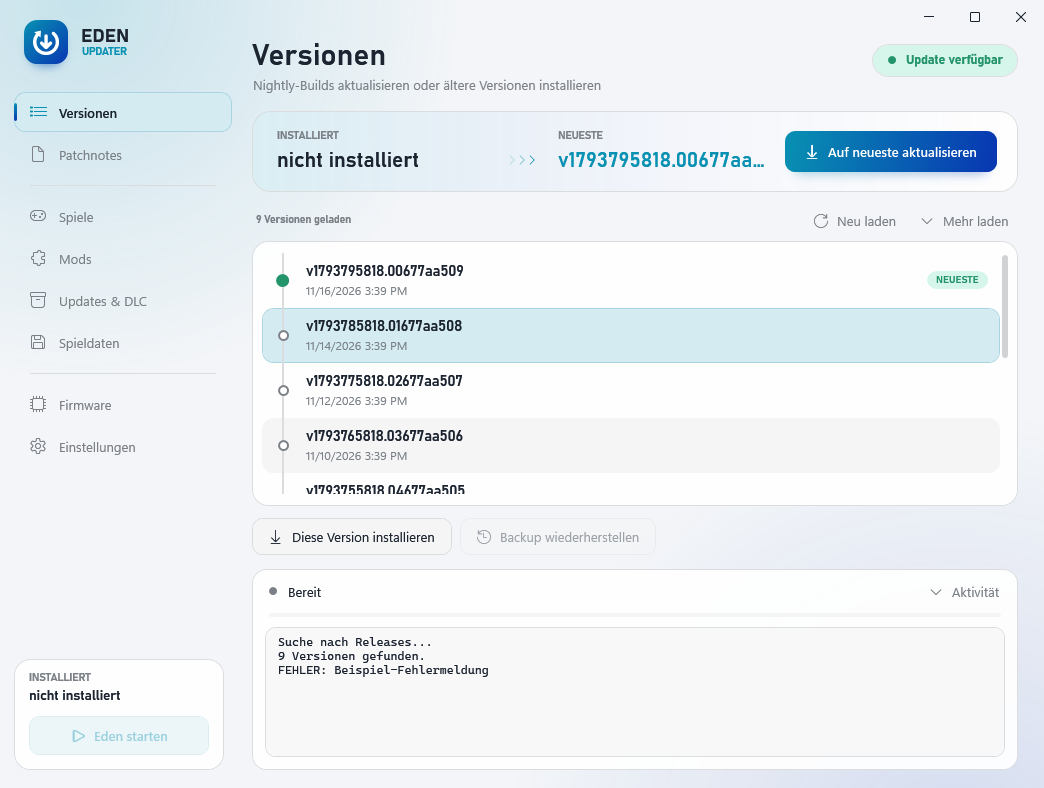 EDEN
UPDATER
Versionen
Patchnotes
Spiele
Mods
Updates & DLC
Spieldaten
Firmware
Einstellungen
INSTALLIERT
nicht installiert
Eden starten
Versionen
Nightly-Builds aktualisieren oder ältere Versionen installieren
Update verfügbar
INSTALLIERT
nicht installiert
NEUESTE
v1793795818.00677aa...
Auf neueste aktualisieren
9 Versionen geladen
Neu laden
Mehr laden
v1793795818.00677aa509
11/16/2026 3:39 PM
NEUESTE
v1793785818.01677aa508
11/14/2026 3:39 PM
v1793775818.02677aa507
11/12/2026 3:39 PM
v1793765818.03677aa506
11/10/2026 3:39 PM
v1793755818.04677aa505
Diese Version installieren
Backup wiederherstellen
Bereit
Aktivität
Suche nach Releases...
9 Versionen gefunden.
FEHLER: Beispiel-Fehlermeldung